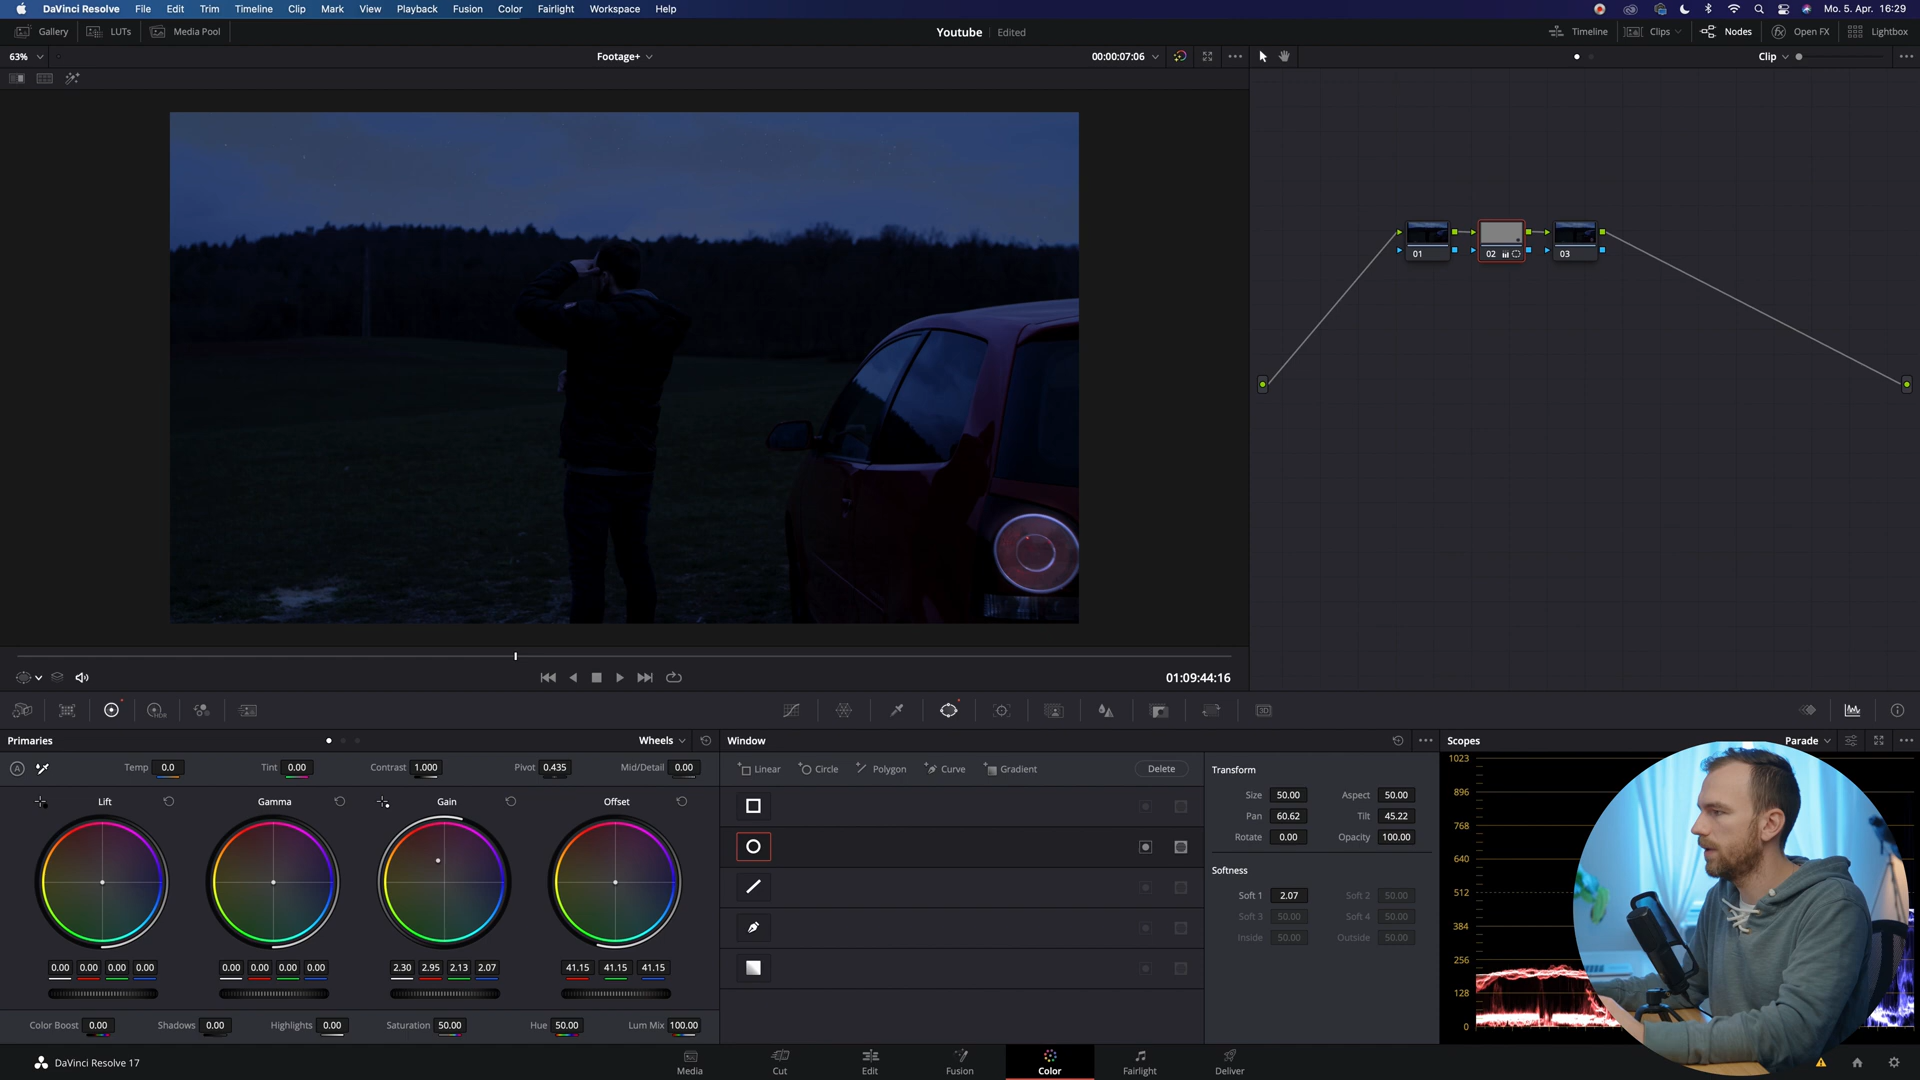 DaVinci Resolve File Edit Trim Timeline Clip Mark View Playback Fusion Color Fairlight Workspace Help Mo. 5. Apr. 16:29
Gallery LUTs Media Pool Youtube Edited Timeline Clips Nodes Open FX Lightbox
63% Footage+ 00:00:07:06 Clip
01 02 03
01:09:44:16
HDR 3D
Primaries Wheels Window Scopes Parade
A Temp 0.0 Tint 0.00 Contrast 1.000 Pivot 0.435 Mid/Detail 0.00
Linear Circle Polygon Curve Gradient Delete
Transform
Lift Gamma Gain Offset
Size 50.00 Aspect 50.00
Pan 60.62 Tilt 45.22
Rotate 0.00 Opacity 100.00
Softness
Soft 1 2.07 Soft 2 50.00
Soft 3 50.00 Soft 4 50.00
Inside 50.00 Outside 50.00
1023
896
768
640
512
384
256
128
0
0.00 0.00 0.00 0.00 0.00 0.00 0.00 0.00 2.30 2.95 2.13 2.07 41.15 41.15 41.15
Color Boost 0.00 Shadows 0.00 Highlights 0.00 Saturation 50.00 Hue 50.00 Lum Mix 100.00
DaVinci Resolve 17 Media Cut Edit Fusion Color Fairlight Deliver